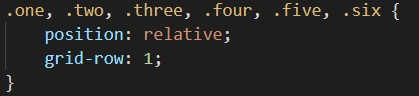 .one, .two, .three, .four, .five, .six {
    position: relative;
    grid-row: 1;
}